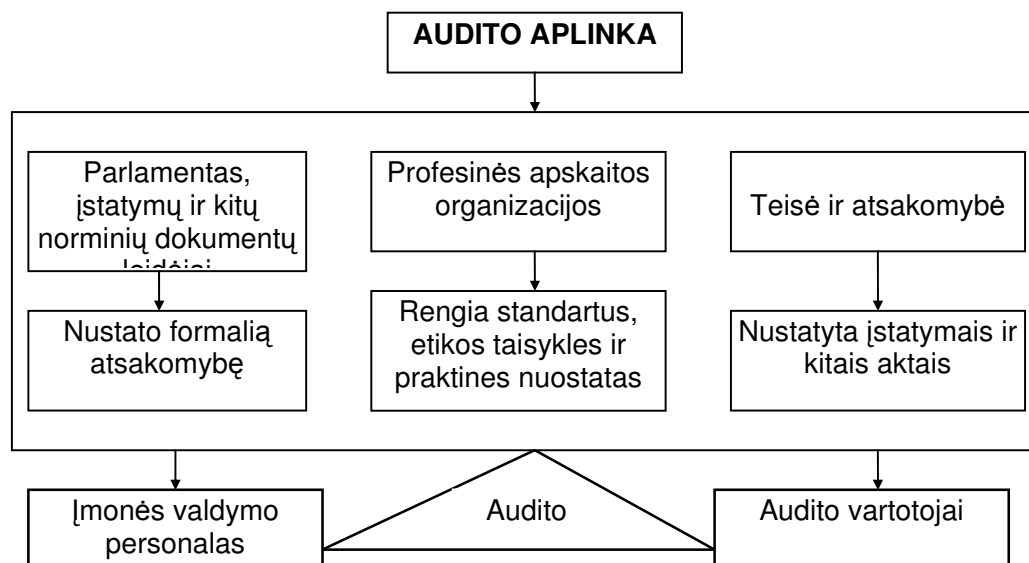 AUDITO APLINKA
Parlamentas,
įstatymų ir kitų
norminių dokumentų
leidėjai
Nustato formalią
atsakomybę
Profesinės apskaitos
organizacijos
Rengia standartus,
etikos taisykles ir
praktines nuostatas
Teisė ir atsakomybė
Nustatyta įstatymais ir
kitais aktais
Įmonės valdymo
personalas
Audito
Audito vartotojai